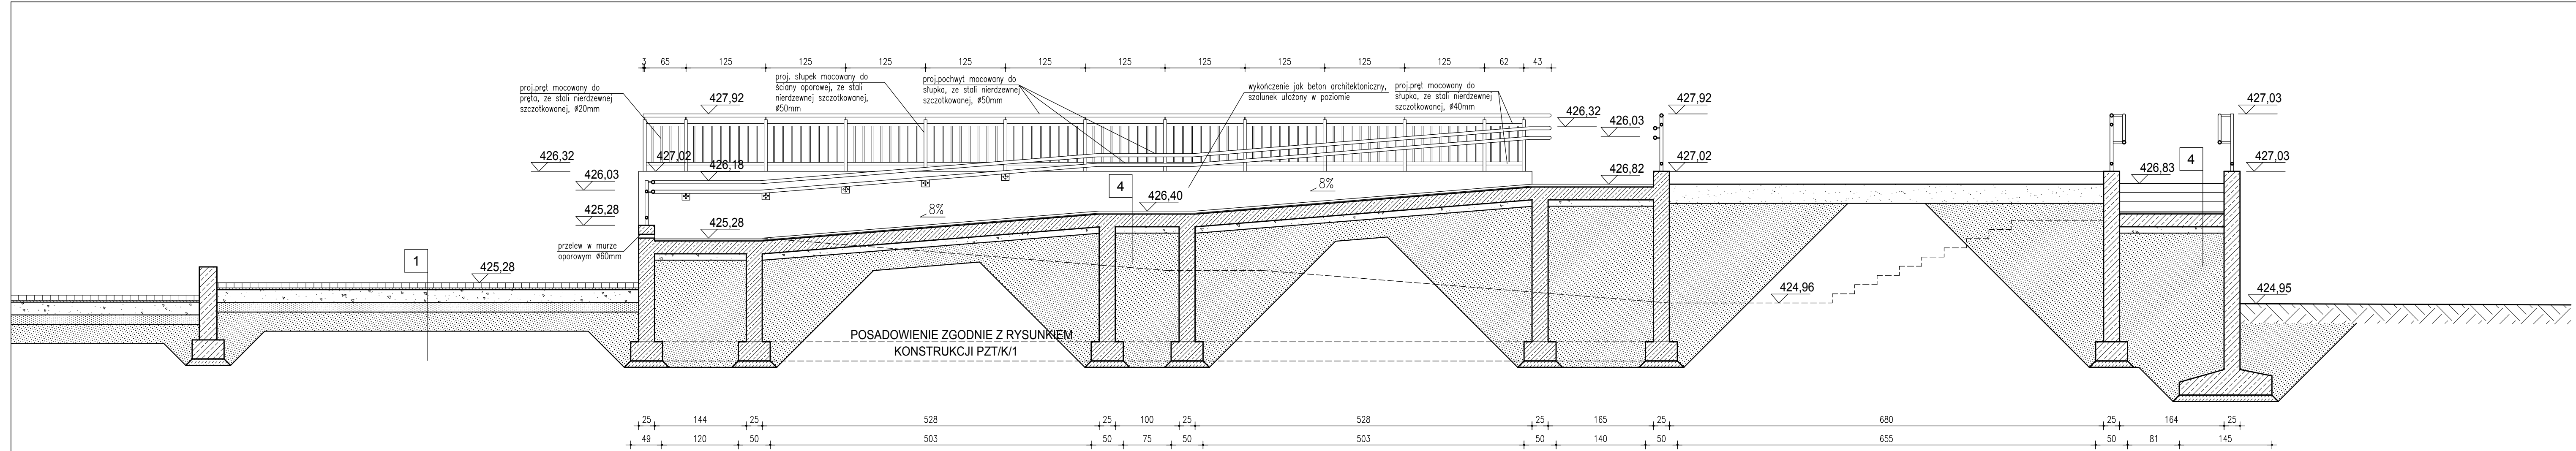 3 65 125 125 125 125 125 125 125 125 125 125 62 43
proj.pręt mocowany do
pręta, ze stali nierdzewnej
szczotkowanej, Ø20mm
427,92
proj. słupek mocowany do
ściany oporowej, ze stali
nierdzewnej szczotkowanej,
Ø50mm
proj.pochwyt mocowany do
słupka, ze stali nierdzewnej
szczotkowanej, Ø50mm
wykończenie jak beton architektoniczny,
szalunek ułożony w poziomie
proj.pręt mocowany do
słupka, ze stali nierdzewnej
szczotkowanej, Ø40mm
426,32
426,03
427,92
427,03
426,32
427,02
426,18
426,03
425,28
425,28
4
426,40
8%
8%
426,82
427,02
426,83
4
427,03
przelew w murze
oporowym Ø60mm
1
425,28
424,96
424,95
POSADOWIENIE ZGODNIE Z RYSUNKIEM
KONSTRUKCJI PZT/K/1
25 144 25 528 25 100 25 528 25 165 25 680 25 164 25
49 120 50 503 50 75 50 503 50 140 50 655 50 81 145